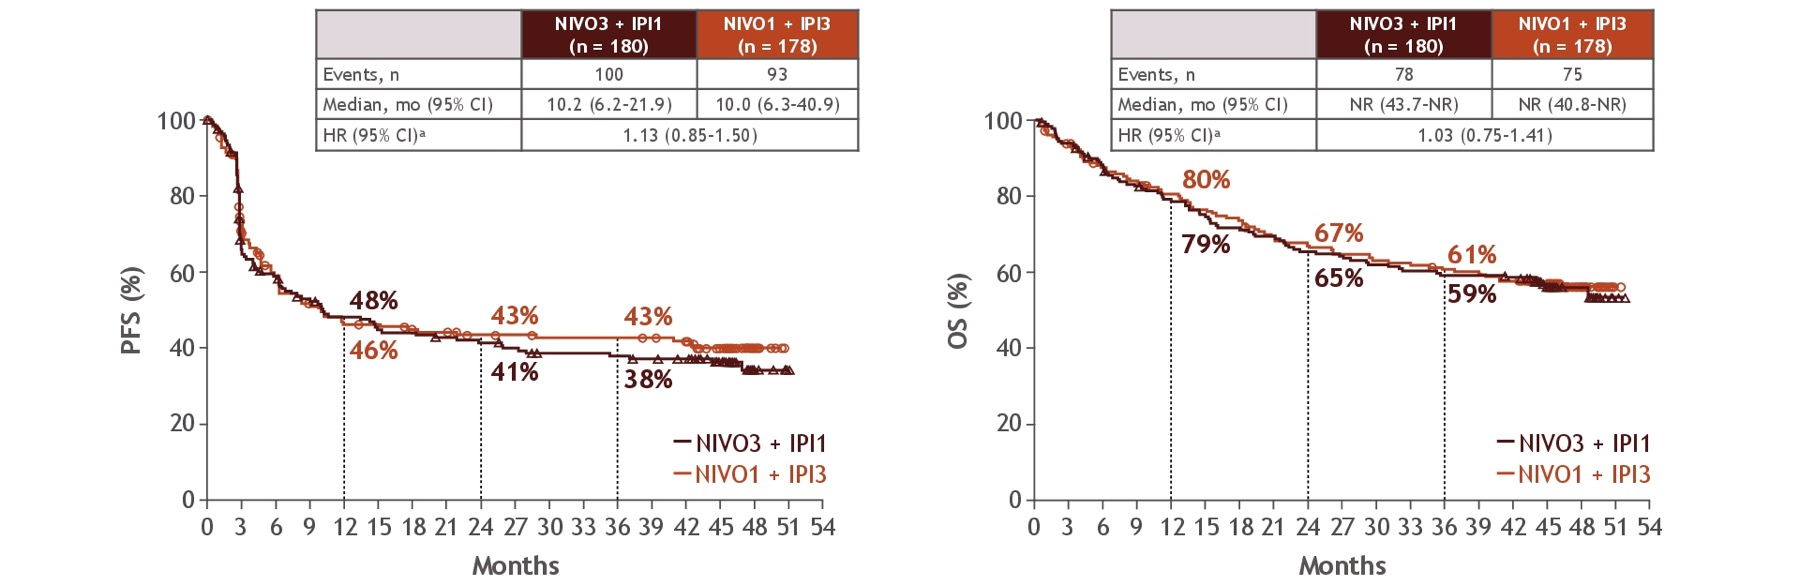 NIVO3 + IPI1 NIVO1 + IPI3
(n = 180) (n = 178)
Events, n 100 93
Median, mo (95% CI) 10.2 (6.2-21.9) 10.0 (6.3-40.9)
HR (95% CI)ᵃ 1.13 (0.85-1.50)
100
80
60
40
20
0
PFS (%)
48%
46%
43%
41%
43%
38%
NIVO3 + IPI1
NIVO1 + IPI3
0 3 6 9 12 15 18 21 24 27 30 33 36 39 42 45 48 51 54
Months
NIVO3 + IPI1 NIVO1 + IPI3
(n = 180) (n = 178)
Events, n 78 75
Median, mo (95% CI) NR (43.7-NR) NR (40.8-NR)
HR (95% CI)ᵃ 1.03 (0.75-1.41)
100
80
60
40
20
0
OS (%)
80%
79%
67%
65%
61%
59%
NIVO3 + IPI1
NIVO1 + IPI3
0 3 6 9 12 15 18 21 24 27 30 33 36 39 42 45 48 51 54
Months